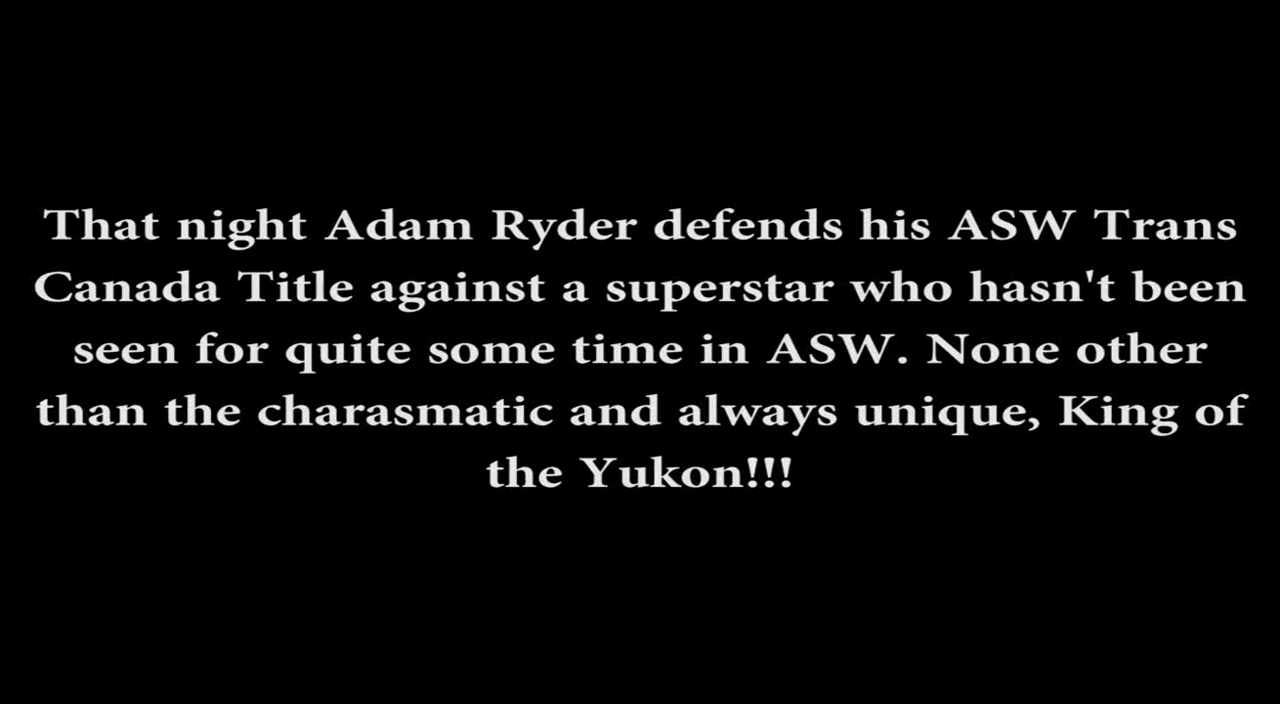 That night Adam Ryder defends his ASW Trans
Canada Title against a superstar who hasn't been
seen for quite some time in ASW. None other
than the charasmatic and always unique, King of
the Yukon!!!